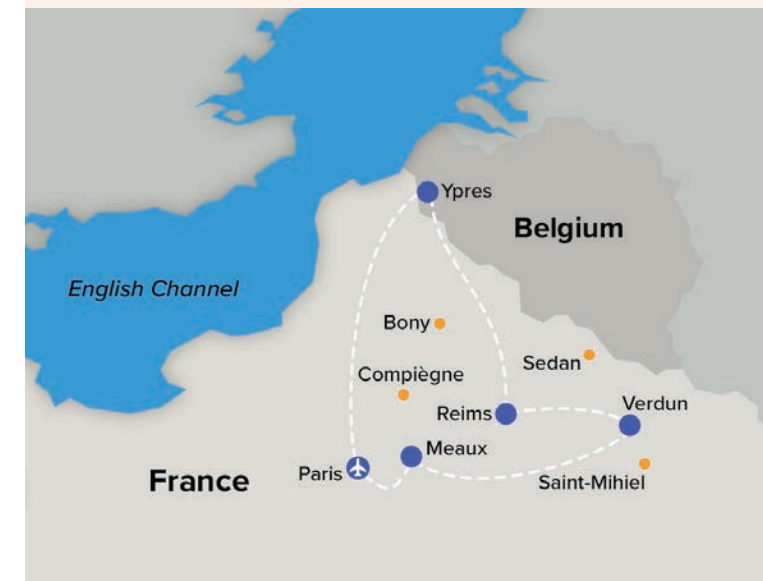 Ypres
Belgium
English Channel
Bony
Sedan
Compiègne
Reims
Verdun
Meaux
Paris
France
Saint-Mihiel